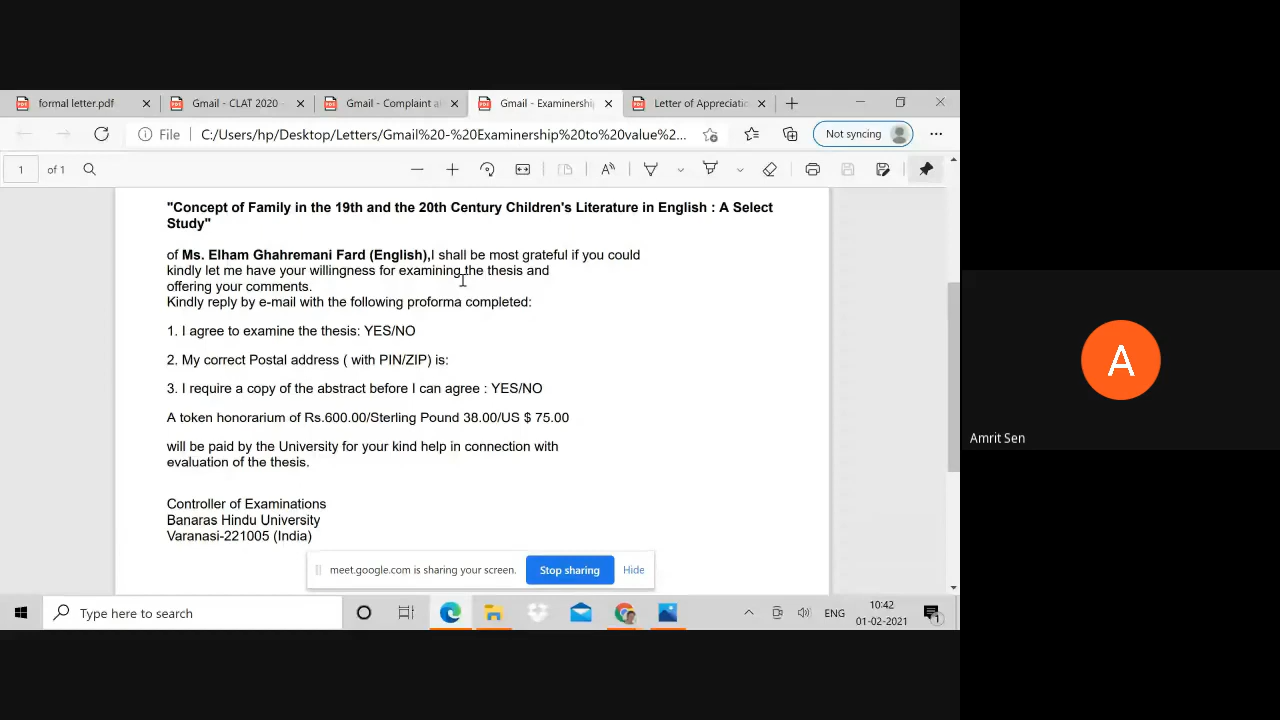 formal letter.pdf
Gmail - CLAT 2020 -
Gmail - Complaint a
Gmail - Examinership
Letter of Appreciatio
File C:/Users/hp/Desktop/Letters/Gmail%20-%20Examinership%20to%20value%2...
Not syncing
1 of 1
"Concept of Family in the 19th and the 20th Century Children's Literature in English : A Select
Study"
of Ms. Elham Ghahremani Fard (English),I shall be most grateful if you could
kindly let me have your willingness for examining the thesis and
offering your comments.
Kindly reply by e-mail with the following proforma completed:
1. I agree to examine the thesis: YES/NO
2. My correct Postal address ( with PIN/ZIP) is:
3. I require a copy of the abstract before I can agree : YES/NO
A token honorarium of Rs.600.00/Sterling Pound 38.00/US $ 75.00
will be paid by the University for your kind help in connection with
evaluation of the thesis.
Controller of Examinations
Banaras Hindu University
Varanasi-221005 (India)
meet.google.com is sharing your screen. Stop sharing Hide
Type here to search
ENG
10:42
01-02-2021
1
A
Amrit Sen